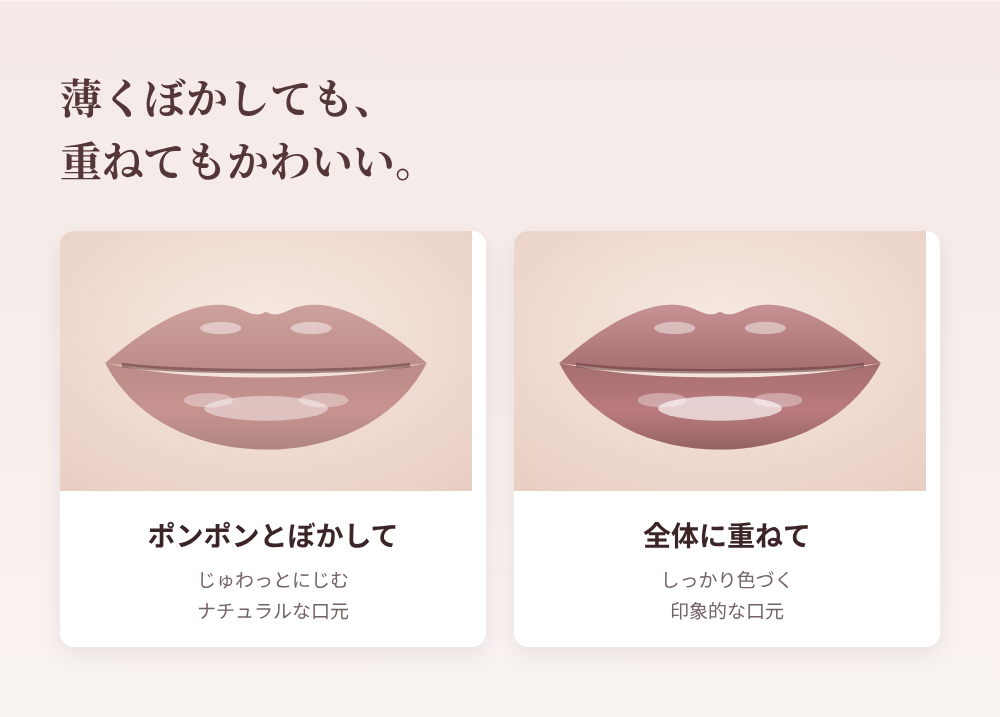 薄くぼかしても、
重ねてもかわいい。
ポンポンとぼかして
じゅわっとにじむ
ナチュラルな口元
全体に重ねて
しっかり色づく
印象的な口元